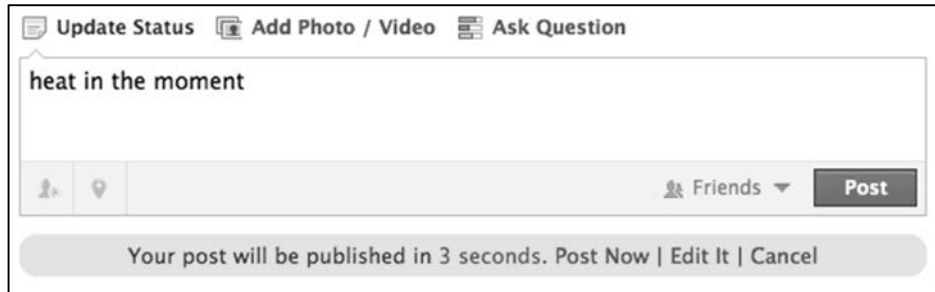 Update Status Add Photo / Video Ask Question
heat in the moment
Friends Post
Your post will be published in 3 seconds. Post Now | Edit It | Cancel